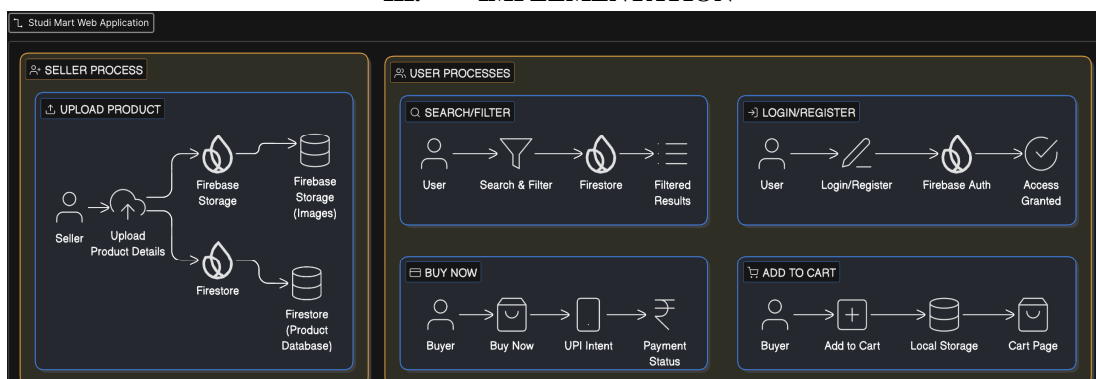 Studi Mart Web Application
SELLER PROCESS
UPLOAD PRODUCT
Seller
Upload
Product Details
Firebase
Storage
Firebase
Storage
(Images)
Firestore
Firestore
(Product
Database)
USER PROCESSES
SEARCH/FILTER
User
Search & Filter
Firestore
Filtered
Results
LOGIN/REGISTER
User
Login/Register
Firebase Auth
Access
Granted
BUY NOW
Buyer
Buy Now
UPI Intent
Payment
Status
ADD TO CART
Buyer
Add to Cart
Local Storage
Cart Page